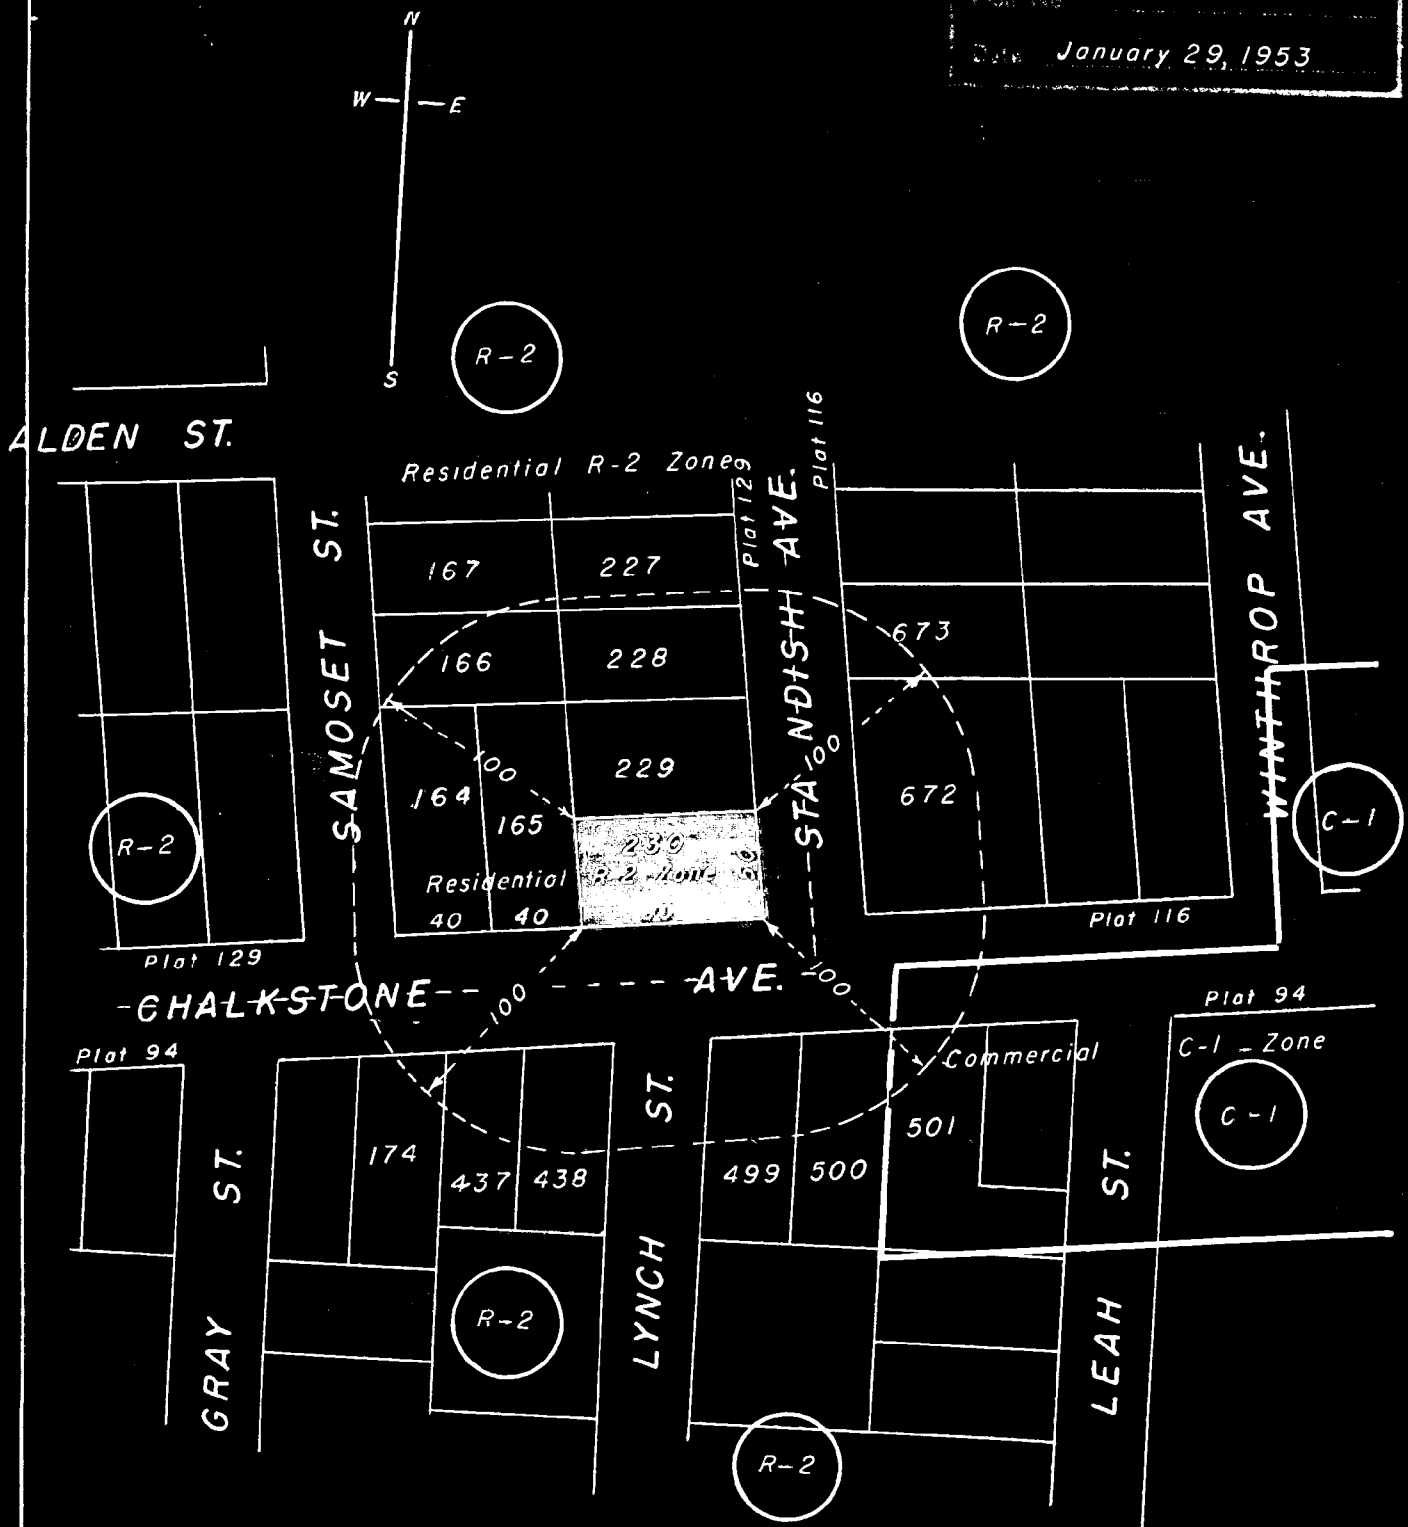 Date January 29, 1953
N
W E
S
R-2
R-2
ALDEN ST.
Residential R-2 Zone
Plat 129
Plat 116
SAMOSET ST.
STANDISH AVE.
WINTHROP AVE.
167
227
166
228
673
100
229
100
164
165
672
R-2
C-1
230
R-2 Zone
Residential
40
40
Plat 116
Plat 129
CHALKSTONE AVE.
100
100
Plat 94
Plat 94
Commercial
C-1 - Zone
C-1
174
437
438
499
500
501
GRAY ST.
LYNCH ST.
LEAH ST.
R-2
R-2